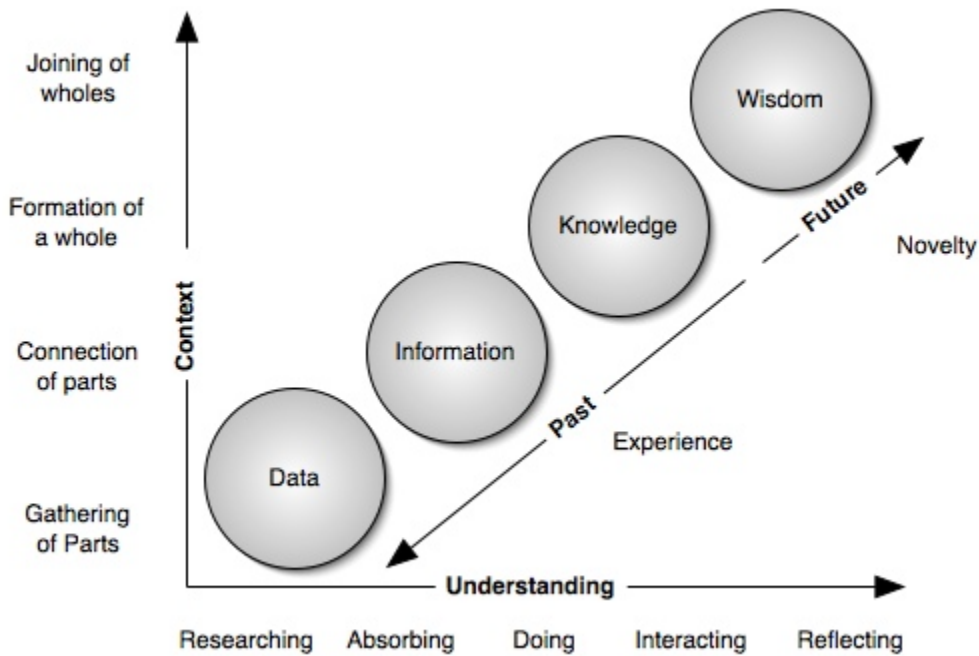 Joining of
wholes
Wisdom
Formation of
a whole
Knowledge
Future
Novelty
Context
Connection
of parts
Information
Past
Experience
Data
Gathering
of Parts
Understanding
Researching
Absorbing
Doing
Interacting
Reflecting